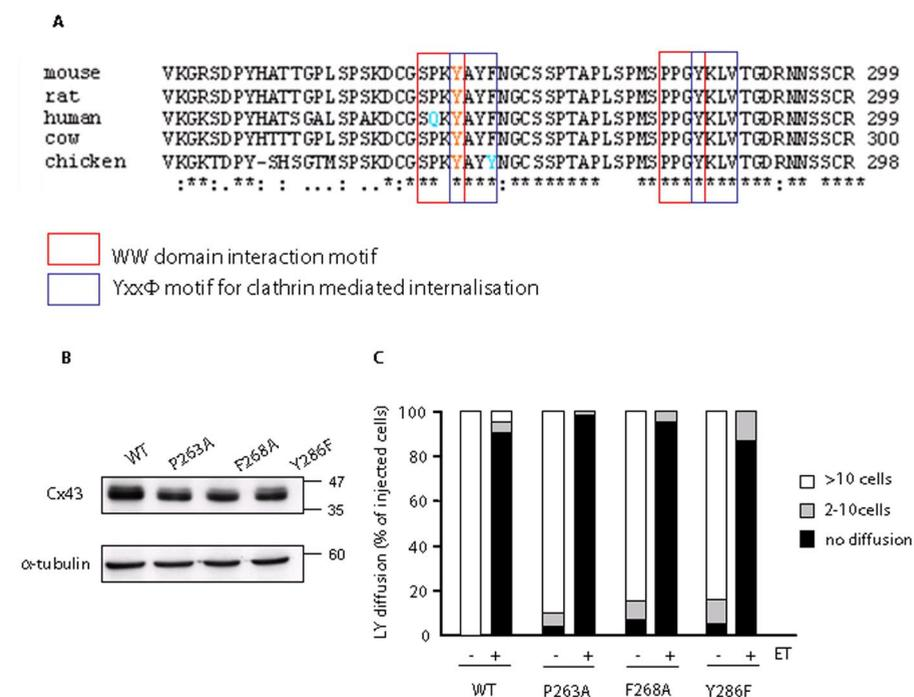 A
mouse VKGRSDPYHATTGPLSPSKDCGSPKYAYFNGCSSPTAPLSPMSPPGYKLVTGDRNNSSCR 299
rat VKGRSDPYHATTGPLSPSKDCGSPKYAYFNGCSSPTAPLSPMSPPGYKLVTGDRNNSSCR 299
human VKGKSDPYHATSGALSPAKDCGSQKYAYFNGCSSPTAPLSPMSPPGYKLVTGDRNNSSCR 299
cow VKGKSDPYHTTTGPLSPSKDCGSPKYAYFNGCSSPTAPLSPMSPPGYKLVTGDRNNSSCR 300
chicken VKGKTDPY-SHSGTMSPSKDCGSPKYAYYNGCSSPTAPLSPMSPPGYKLVTGDRNNSSCR 298
:**:.**: : ...: ..*:*** ****:******** **************:** ****
WW domain interaction motif
YxxΦ motif for clathrin mediated internalisation
B
WT P263A F268A Y286F
Cx43
47
35
α-tubulin
60
C
LY diffusion (% of injected cells)
100
80
60
40
20
0
- + - + - + - + ET
WT P263A F268A Y286F
>10 cells
2-10cells
no diffusion